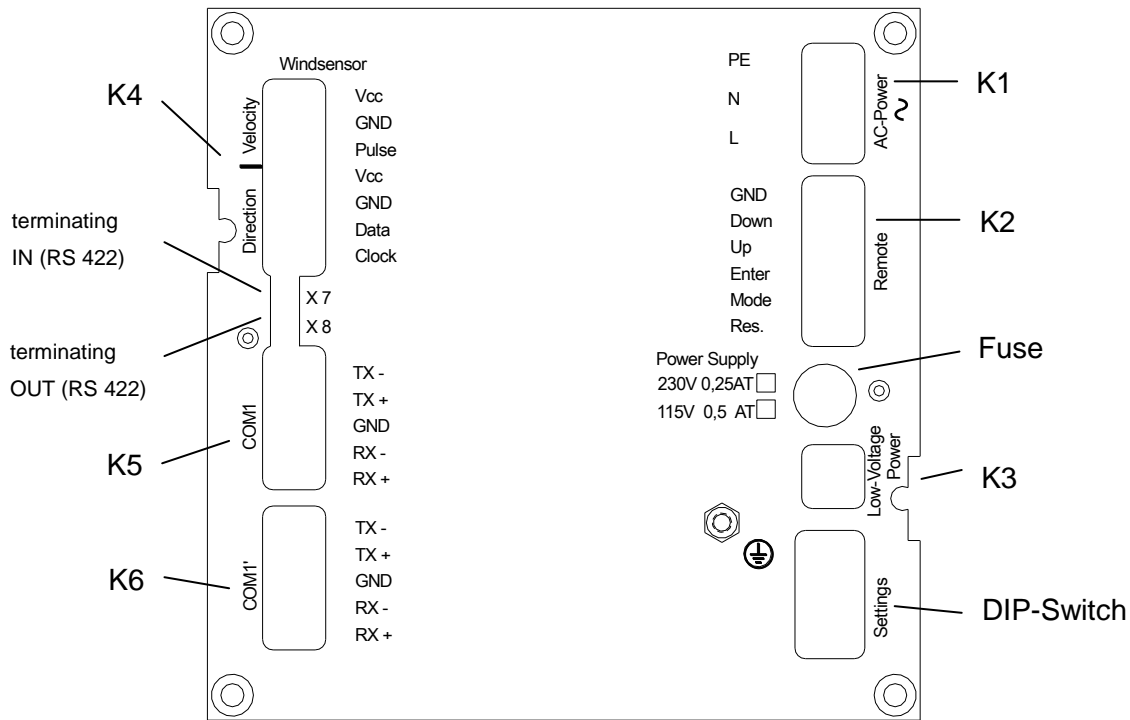 Windsensor
K4
Velocity
Direction
Vcc
GND
Pulse
Vcc
GND
Data
Clock
terminating
IN (RS 422)
X 7
X 8
terminating
OUT (RS 422)
COM1
K5
TX -
TX +
GND
RX -
RX +
COM1'
K6
TX -
TX +
GND
RX -
RX +
PE
N
L
AC-Power
~
K1
GND
Down
Up
Enter
Mode
Res.
Remote
K2
Power Supply
230V 0,25AT
115V 0,5 AT
Fuse
Low-Voltage
Power
K3
Settings
DIP-Switch